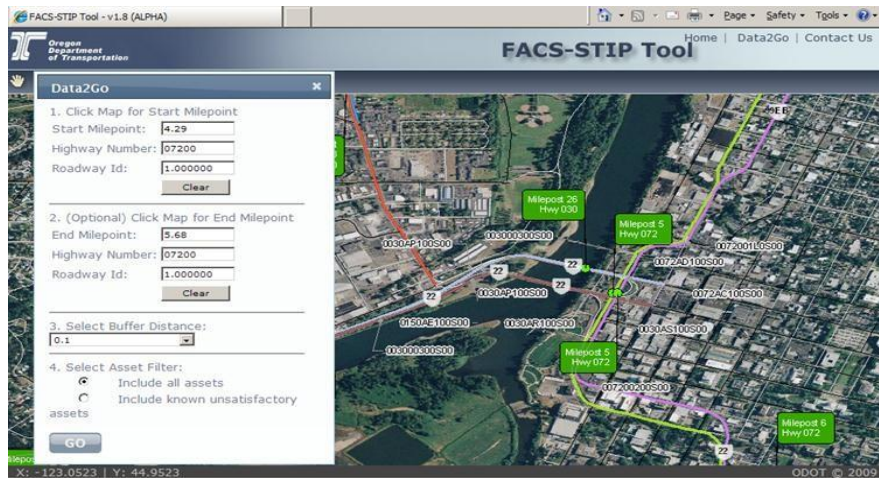 FACS-STIP Tool - v1.8 (ALPHA)
Page
Safety
Tools
Oregon
Department
of Transportation
FACS-STIP Tool
Home | Data2Go | Contact Us
Data2Go
1. Click Map for Start Milepoint
Start Milepoint: 4.29
Highway Number: 07200
Roadway Id: 1.000000
Clear
2. (Optional) Click Map for End Milepoint
End Milepoint: 5.68
Highway Number: 07200
Roadway Id: 1.000000
Clear
3. Select Buffer Distance:
0.1
4. Select Asset Filter:
Include all assets
Include known unsatisfactory
assets
GO
Milepost 26
Hwy 030
Milepost 5
Hwy 072
0030AP100S00
003000300S00
0072001L0S00
0072AD100S00
22
22
22
22
0030AP100S00
0072AC100S00
0150AE100S00
0030AR100S00
0030AS100S00
003000300S00
Milepost 5
Hwy 072
007200200S00
Milepost 6
Hwy 072
22
X: -123.0523 | Y: 44.9523
ODOT © 2009